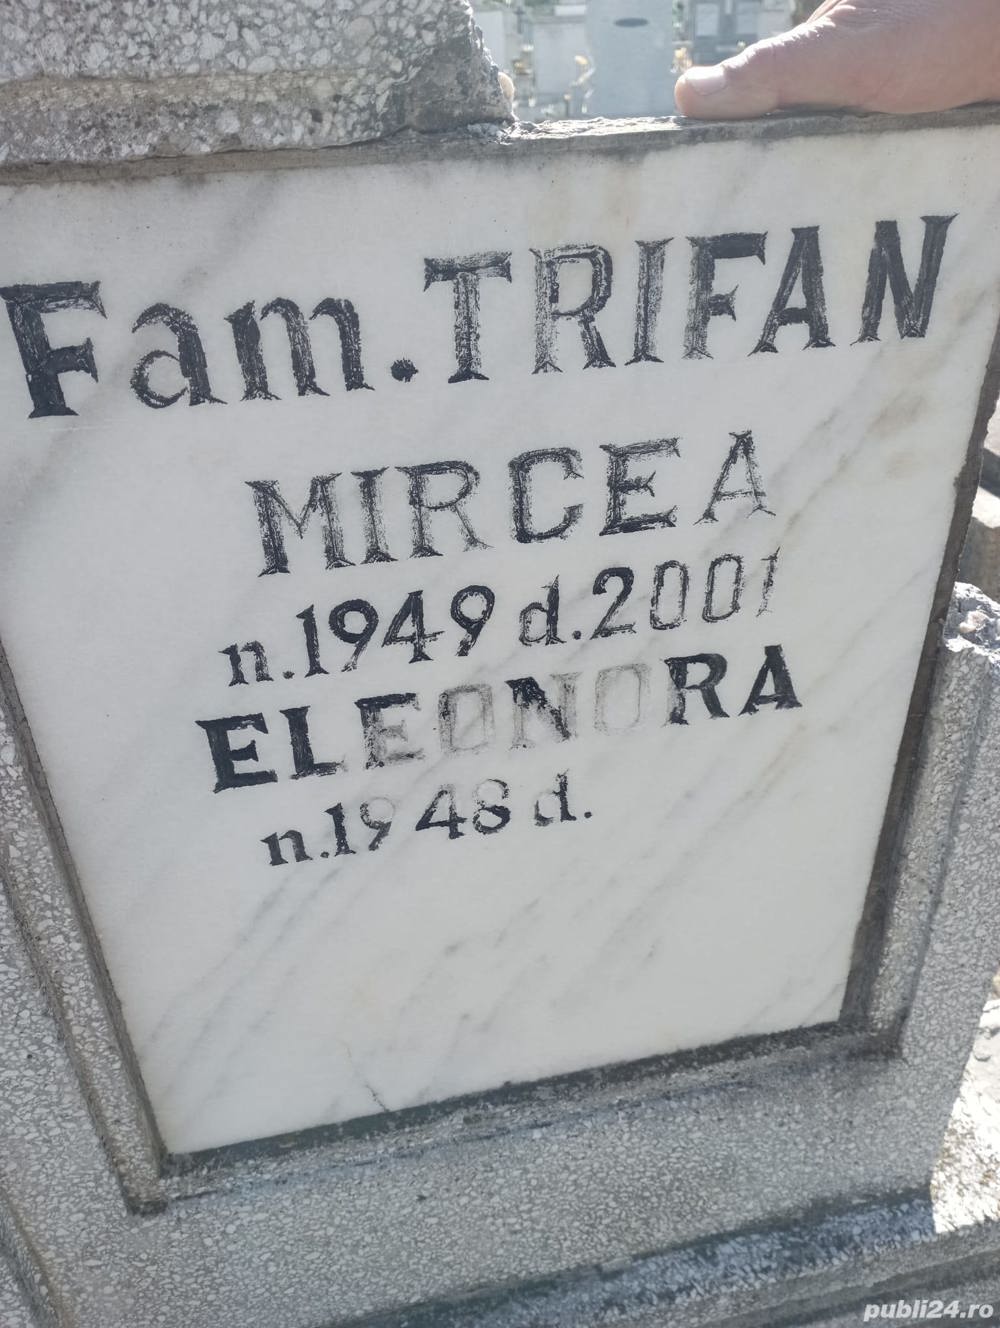 Fam. TRIFAN
MIRCEA
n.1949 d.2001
ELEONORA
n.1948 d.
publi24.ro